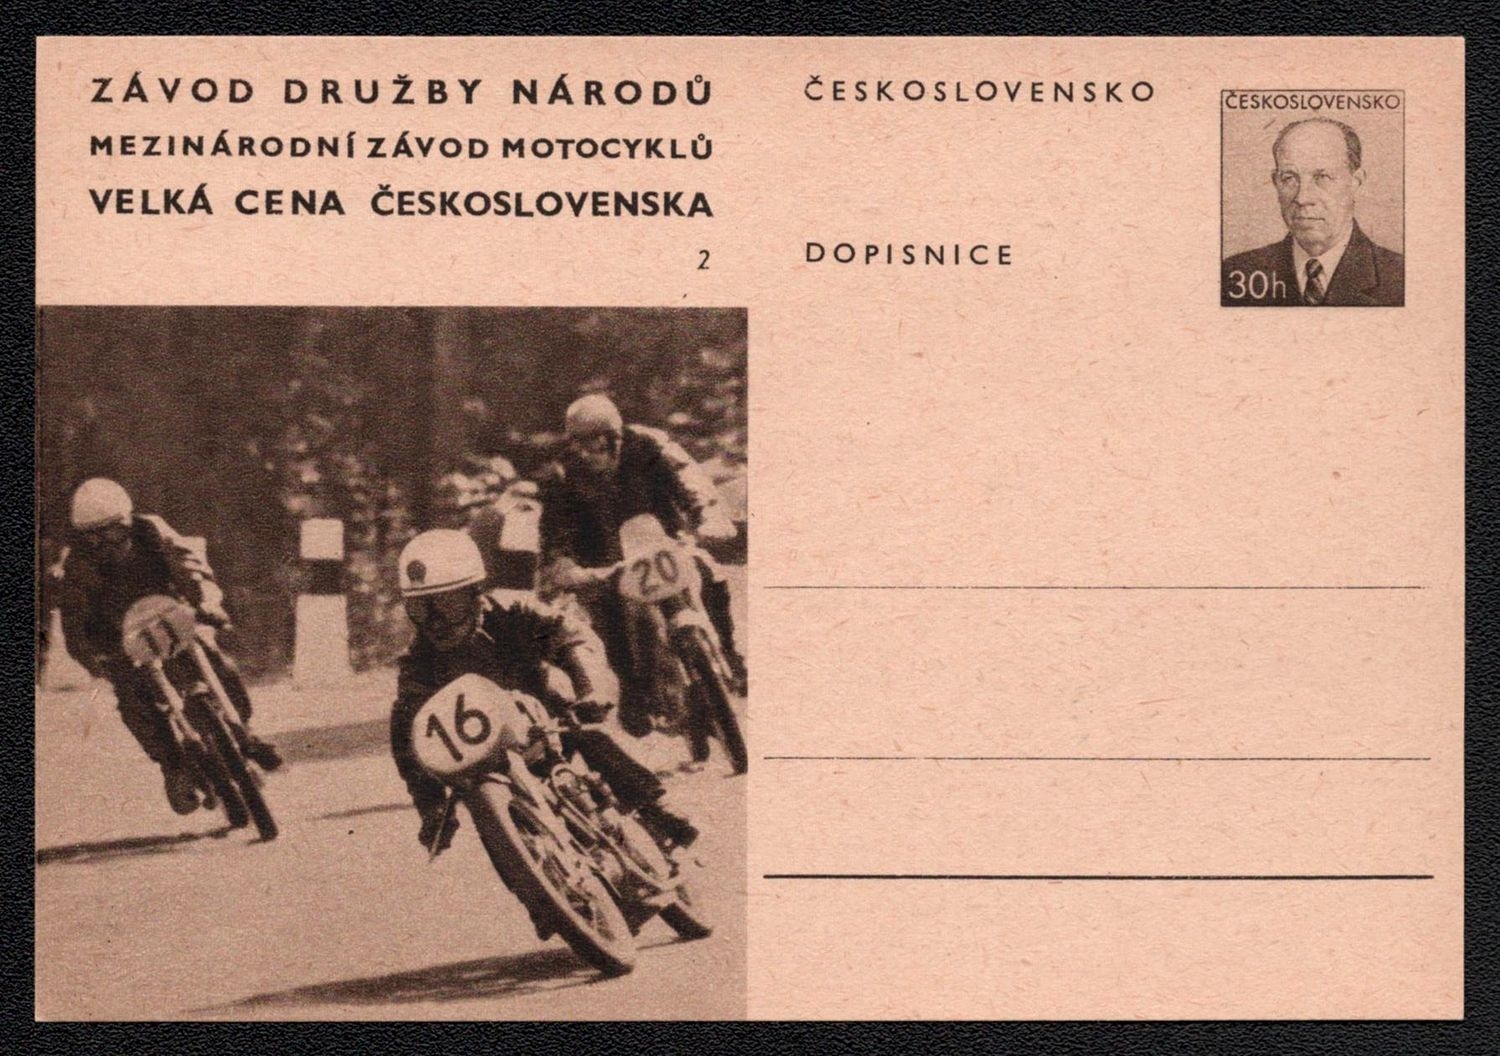 ZÁVOD DRUŽBY NÁRODŮ
MEZINÁRODNÍ ZÁVOD MOTOCYKLŮ
VELKÁ CENA ČESKOSLOVENSKA
2
ČESKOSLOVENSKO
DOPISNICE
ČESKOSLOVENSKO
30h
11
16
20